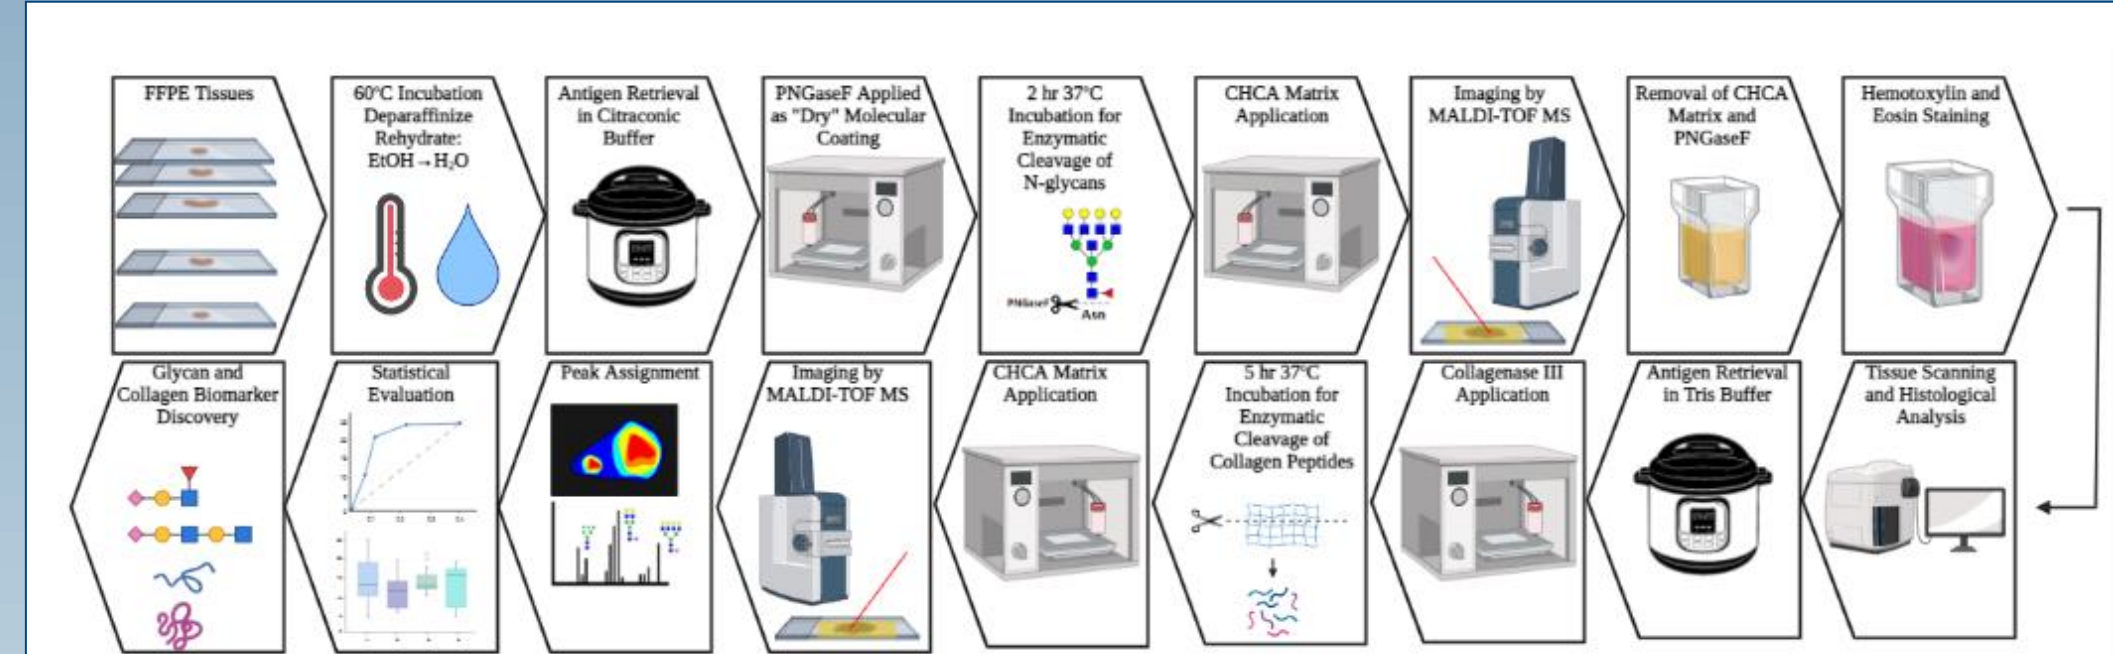 FFPE Tissues
60°C Incubation
Deparaffinize
Rehydrate:
EtOH→H₂O
Antigen Retrieval
in Citraconic
Buffer
PNGaseF Applied
as "Dry" Molecular
Coating
2 hr 37°C
Incubation for
Enzymatic
Cleavage of
N-glycans
PNGaseF
Asn
CHCA Matrix
Application
Imaging by
MALDI-TOF MS
Removal of CHCA
Matrix and
PNGaseF
Hemotoxylin and
Eosin Staining
Tissue Scanning
and Histological
Analysis
Antigen Retrieval
in Tris Buffer
Collagenase III
Application
5 hr 37°C
Incubation for
Enzymatic
Cleavage of
Collagen Peptides
CHCA Matrix
Application
Imaging by
MALDI-TOF MS
Peak Assignment
Statistical
Evaluation
Glycan and
Collagen Biomarker
Discovery